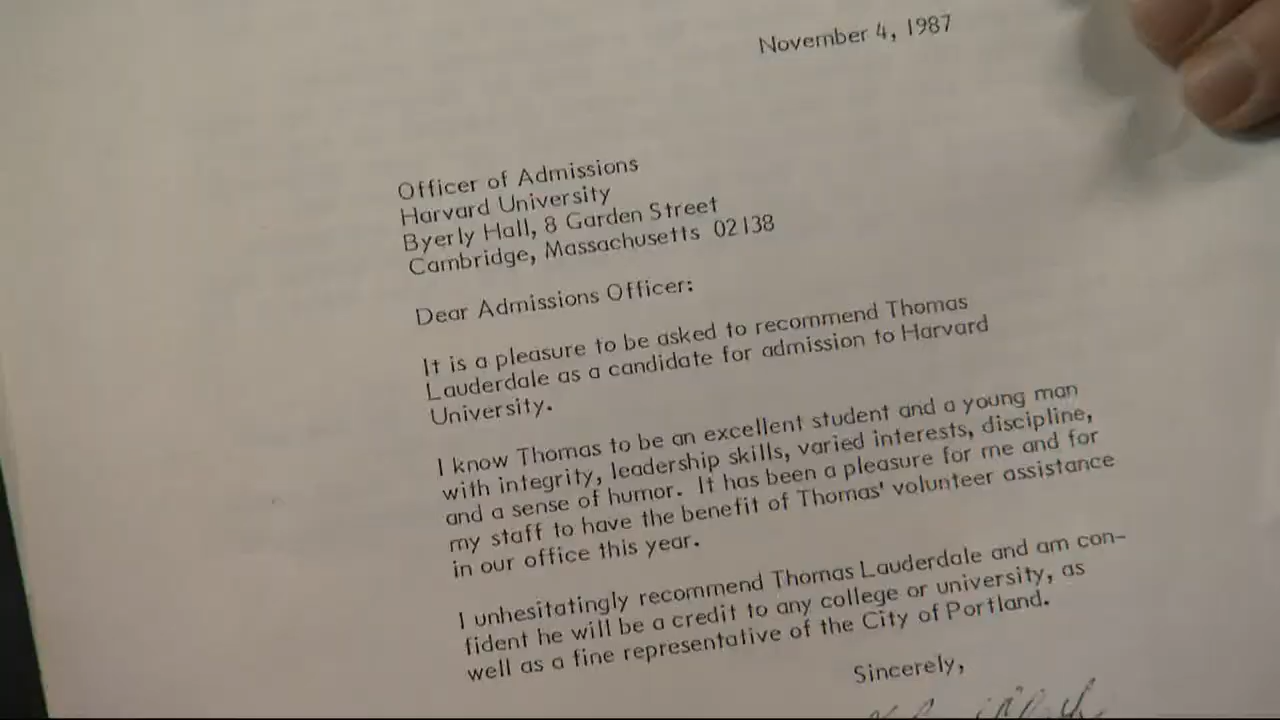 November 4, 1987
Officer of Admissions
Harvard University
Byerly Hall, 8 Garden Street
Cambridge, Massachusetts 02138
Dear Admissions Officer:
It is a pleasure to be asked to recommend Thomas
Lauderdale as a candidate for admission to Harvard
University.
I know Thomas to be an excellent student and a young man
with integrity, leadership skills, varied interests, discipline,
and a sense of humor. It has been a pleasure for me and for
my staff to have the benefit of Thomas' volunteer assistance
in our office this year.
I unhesitatingly recommend Thomas Lauderdale and am con-
fident he will be a credit to any college or university, as
well as a fine representative of the City of Portland.
Sincerely,